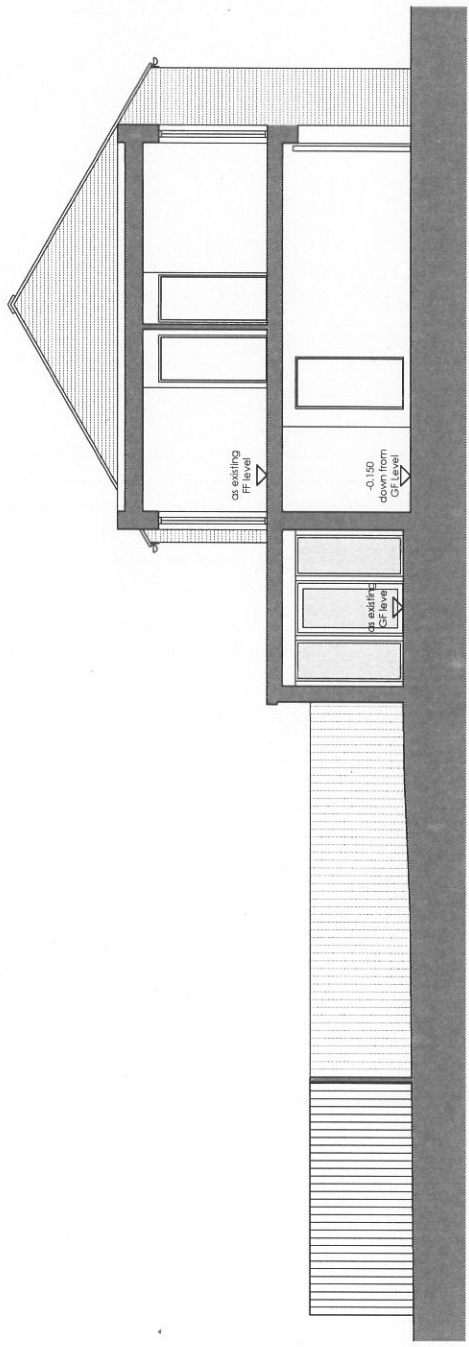 as existing
FF level
-0.150
down from
GF Level
as existing
GF level